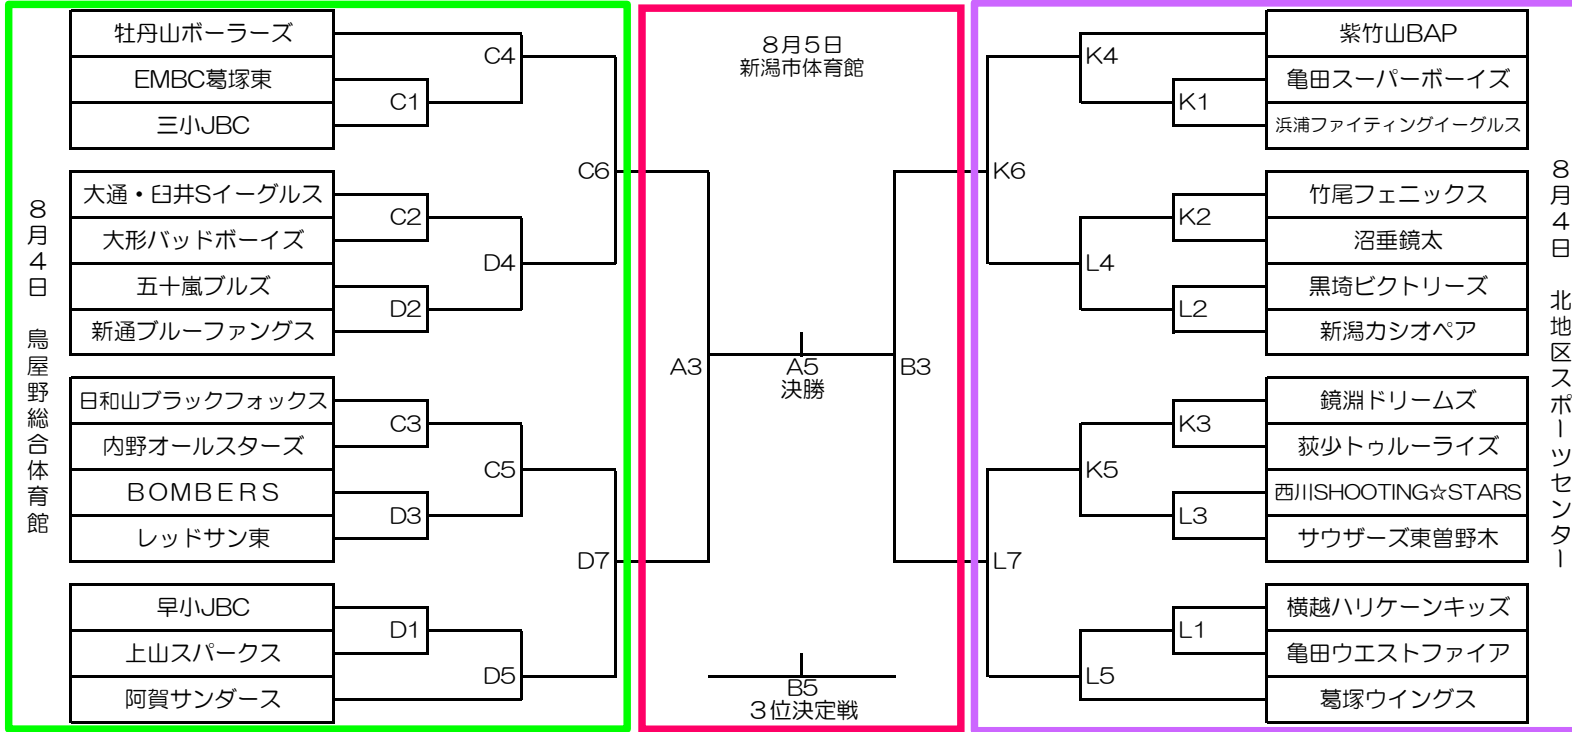 8月4日　鳥屋野総合体育館
牡丹山ボーラーズ
EMBC葛塚東
三小JBC
大通・臼井Sイーグルス
大形バッドボーイズ
五十嵐ブルズ
新通ブルーファングス
日和山ブラックフォックス
内野オールスターズ
BOMBERS
レッドサン東
早小JBC
上山スパークス
阿賀サンダース
C1
C2
D2
C3
D3
D1
C4
D4
C5
D5
C6
D7
8月5日
新潟市体育館
A3
A5
決勝
B3
B5
3位決定戦
K6
L7
K4
L4
K5
L5
K1
K2
L2
K3
L3
L1
紫竹山BAP
亀田スーパーボーイズ
浜浦ファイティングイーグルス
竹尾フェニックス
沼垂鏡太
黒埼ビクトリーズ
新潟カシオペア
鏡淵ドリームズ
荻少トゥルーライズ
西川SHOOTING☆STARS
サウザーズ東曽野木
横越ハリケーンキッズ
亀田ウエストファイア
葛塚ウイングス
8月4日　北地区スポーツセンター